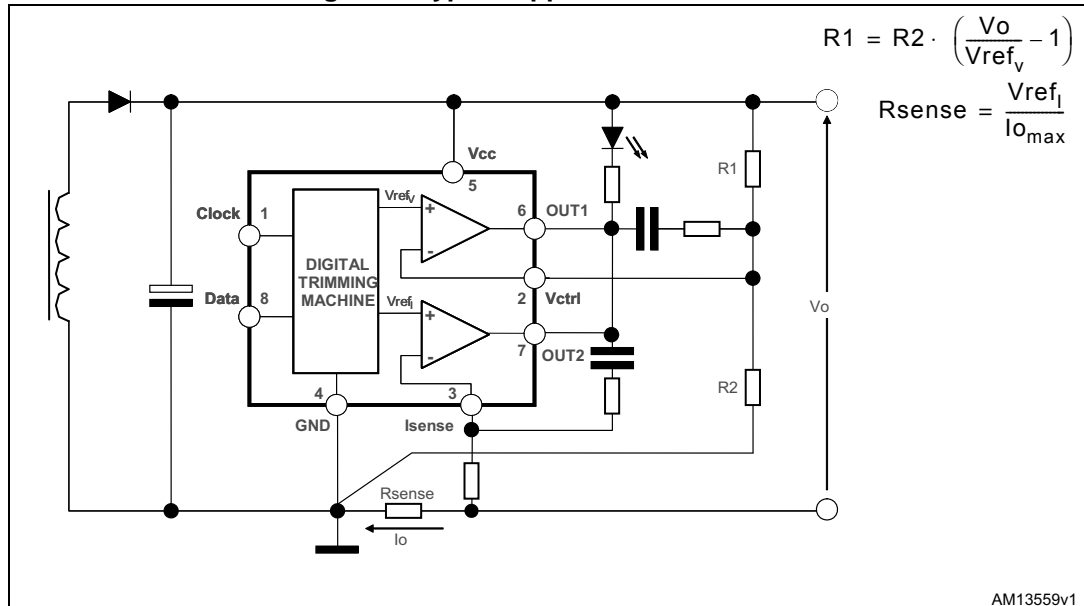 R1 = R2 · (Vo/Vref_v − 1)
Rsense = Vref_I/Io_max
Vcc
5
R1
Clock
1
Vref_v
+
-
6
OUT1
DIGITAL
TRIMMING
MACHINE
2
Vctrl
Data
8
Vref_i
+
-
7
OUT2
Vo
R2
4
GND
3
Isense
Rsense
Io
AM13559v1